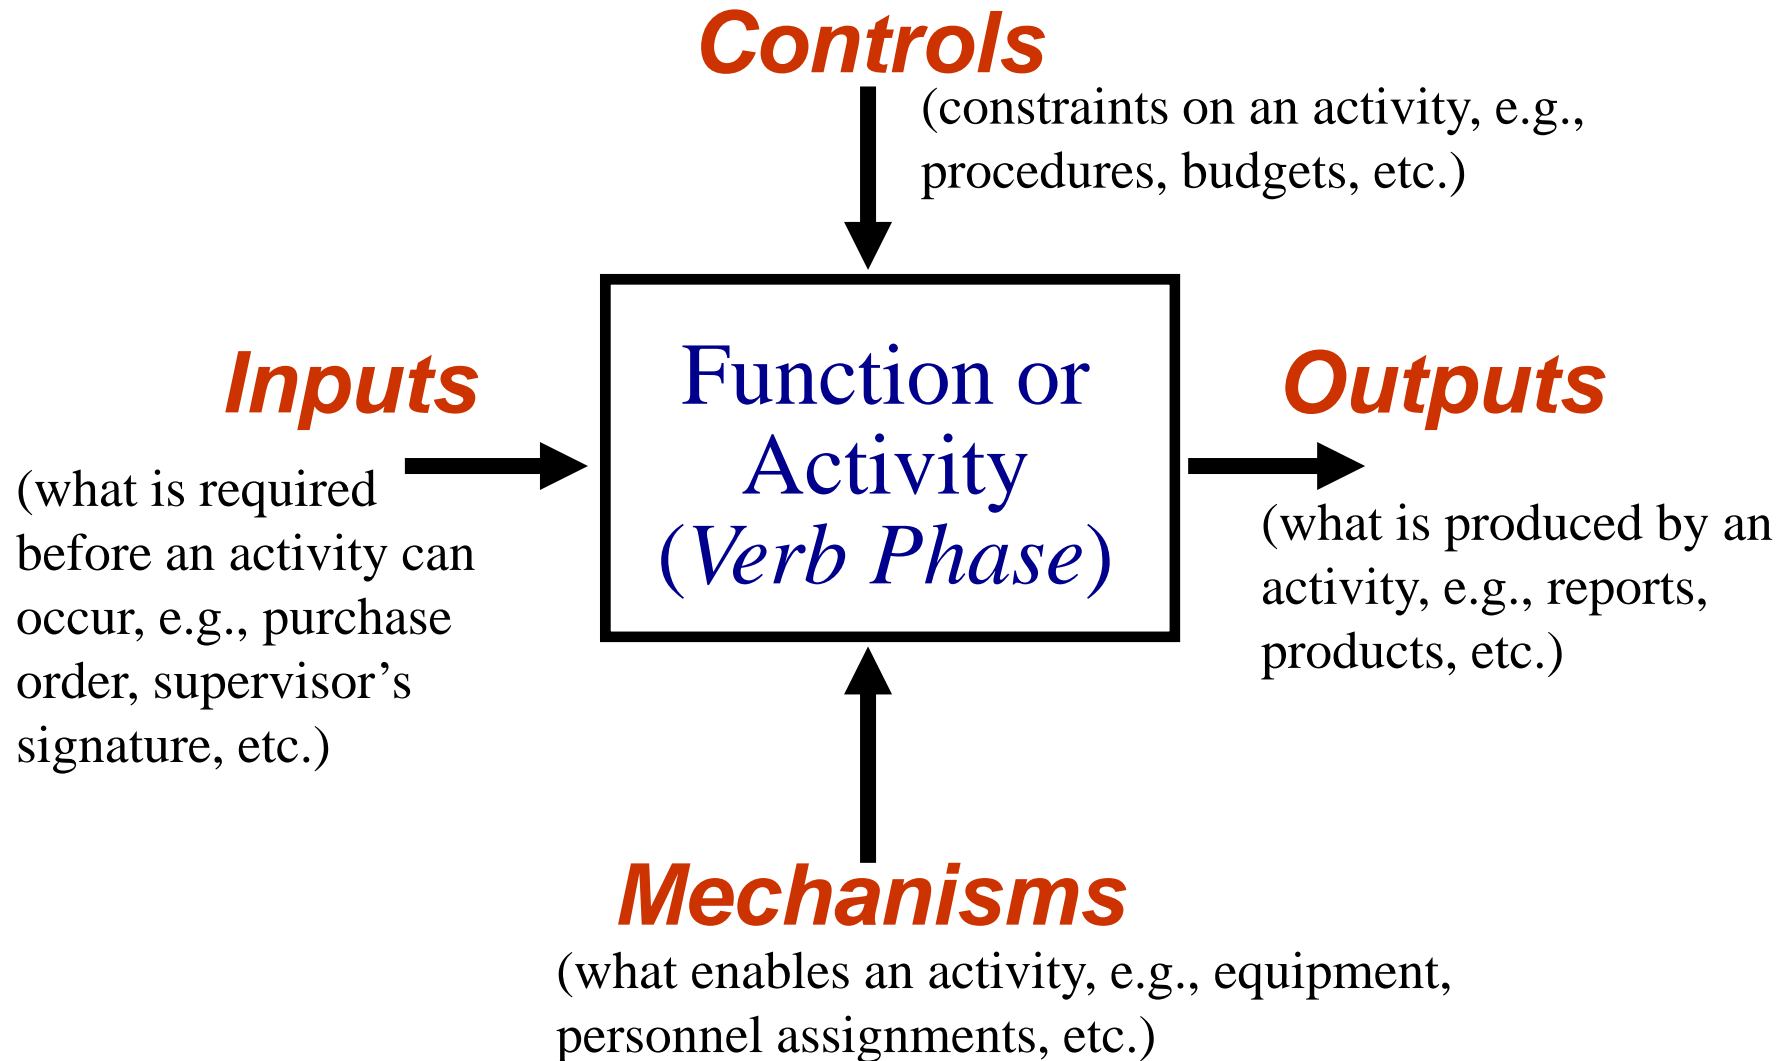 Controls
(constraints on an activity, e.g.,
procedures, budgets, etc.)
Inputs
(what is required
before an activity can
occur, e.g., purchase
order, supervisor’s
signature, etc.)
Function or
Activity
(Verb Phase)
Outputs
(what is produced by an
activity, e.g., reports,
products, etc.)
Mechanisms
(what enables an activity, e.g., equipment,
personnel assignments, etc.)